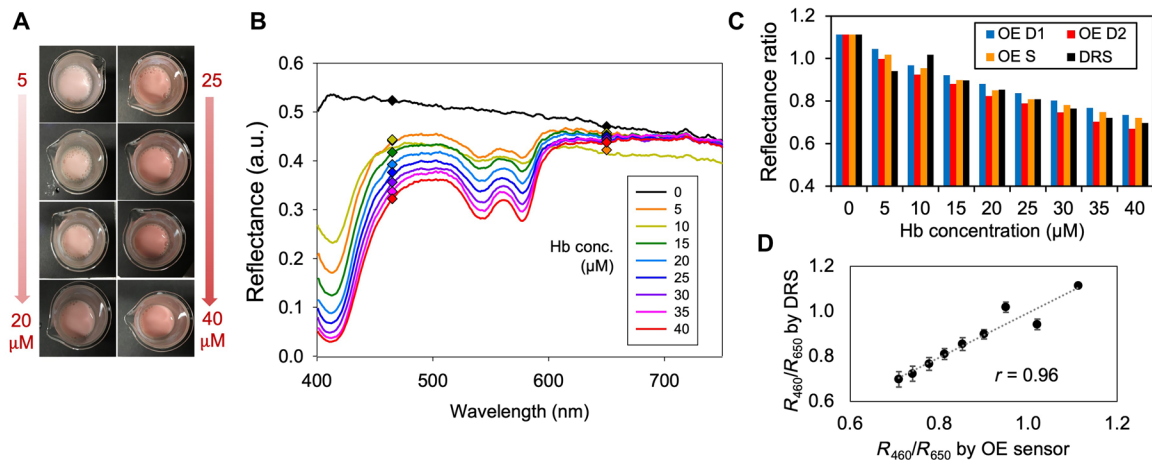 A
5
25
20
µM
40
µM
B
Reflectance (a.u.)
0.6
0.5
0.4
0.3
0.2
0.1
0.0
400
500
600
700
Wavelength (nm)
Hb conc.
(µM)
0
5
10
15
20
25
30
35
40
C
Reflectance ratio
1.2
1.0
0.8
0.6
0.4
OE D1
OE D2
OE S
DRS
0 5 10 15 20 25 30 35 40
Hb concentration (µM)
D
R460/R650 by DRS
1.2
1.0
0.8
0.6
r = 0.96
0.6 0.8 1.0 1.2
R460/R650 by OE sensor